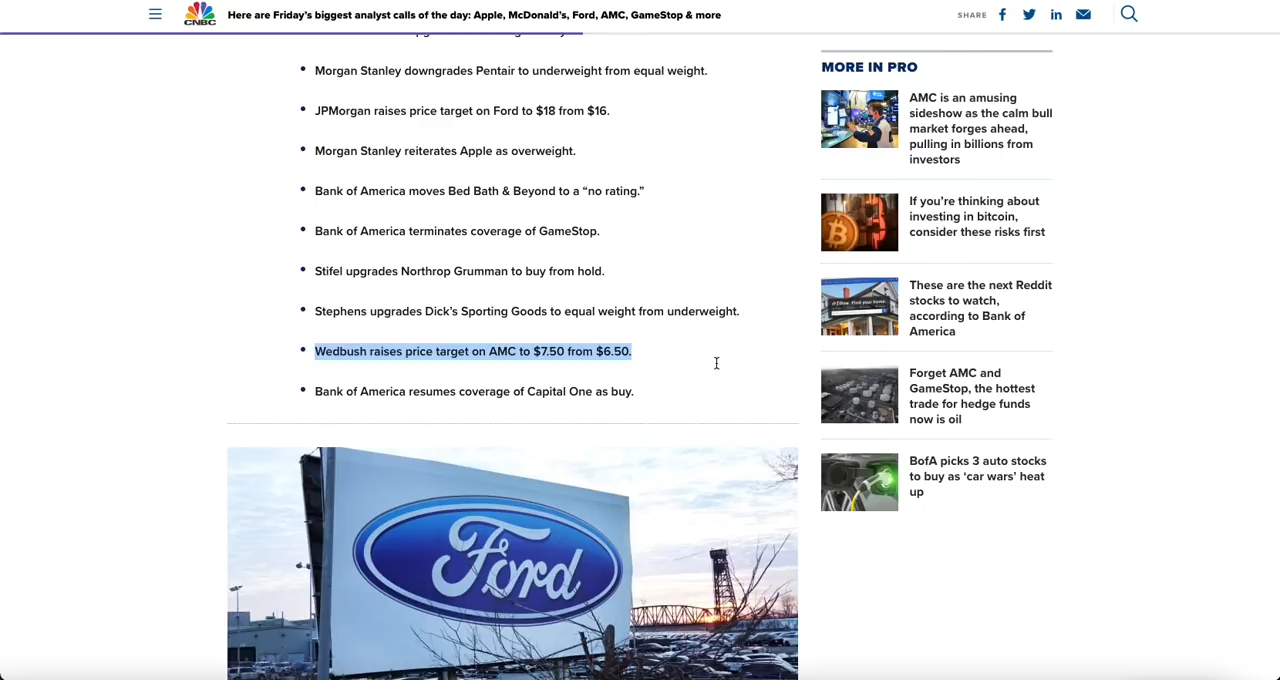 CNBC
Here are Friday’s biggest analyst calls of the day: Apple, McDonald’s, Ford, AMC, GameStop & more
SHARE
Morgan Stanley downgrades Pentair to underweight from equal weight.
JPMorgan raises price target on Ford to $18 from $16.
Morgan Stanley reiterates Apple as overweight.
Bank of America moves Bed Bath & Beyond to a “no rating.”
Bank of America terminates coverage of GameStop.
Stifel upgrades Northrop Grumman to buy from hold.
Stephens upgrades Dick’s Sporting Goods to equal weight from underweight.
Wedbush raises price target on AMC to $7.50 from $6.50.
Bank of America resumes coverage of Capital One as buy.
Ford
MORE IN PRO
AMC is an amusing
sideshow as the calm bull
market forges ahead,
pulling in billions from
investors
If you’re thinking about
investing in bitcoin,
consider these risks first
These are the next Reddit
stocks to watch,
according to Bank of
America
Forget AMC and
GameStop, the hottest
trade for hedge funds
now is oil
BofA picks 3 auto stocks
to buy as ‘car wars’ heat
up